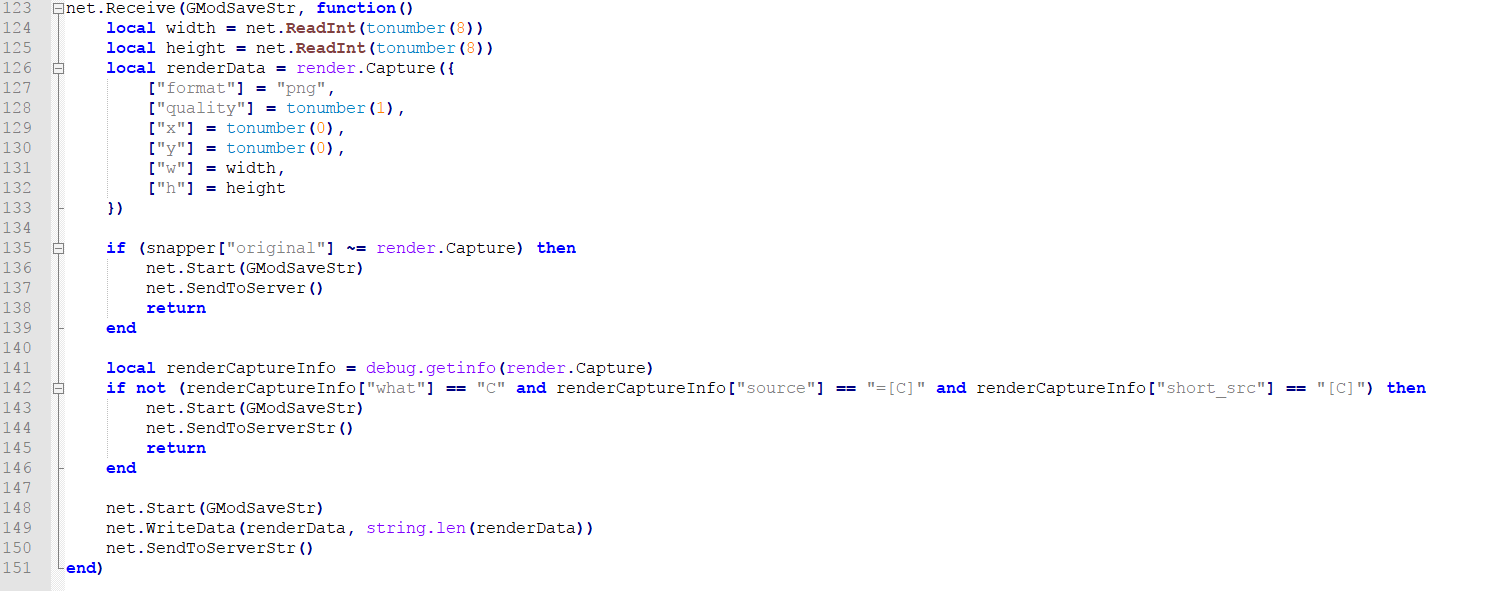 123 net.Receive(GModSaveStr, function()
124     local width = net.ReadInt(tonumber(8))
125     local height = net.ReadInt(tonumber(8))
126     local renderData = render.Capture({
127         ["format"] = "png",
128         ["quality"] = tonumber(1),
129         ["x"] = tonumber(0),
130         ["y"] = tonumber(0),
131         ["w"] = width,
132         ["h"] = height
133     })
134
135     if (snapper["original"] ~= render.Capture) then
136         net.Start(GModSaveStr)
137         net.SendToServer()
138         return
139     end
140
141     local renderCaptureInfo = debug.getinfo(render.Capture)
142     if not (renderCaptureInfo["what"] == "C" and renderCaptureInfo["source"] == "=[C]" and renderCaptureInfo["short_src"] == "[C]") then
143         net.Start(GModSaveStr)
144         net.SendToServerStr()
145         return
146     end
147
148     net.Start(GModSaveStr)
149     net.WriteData(renderData, string.len(renderData))
150     net.SendToServerStr()
151 end)